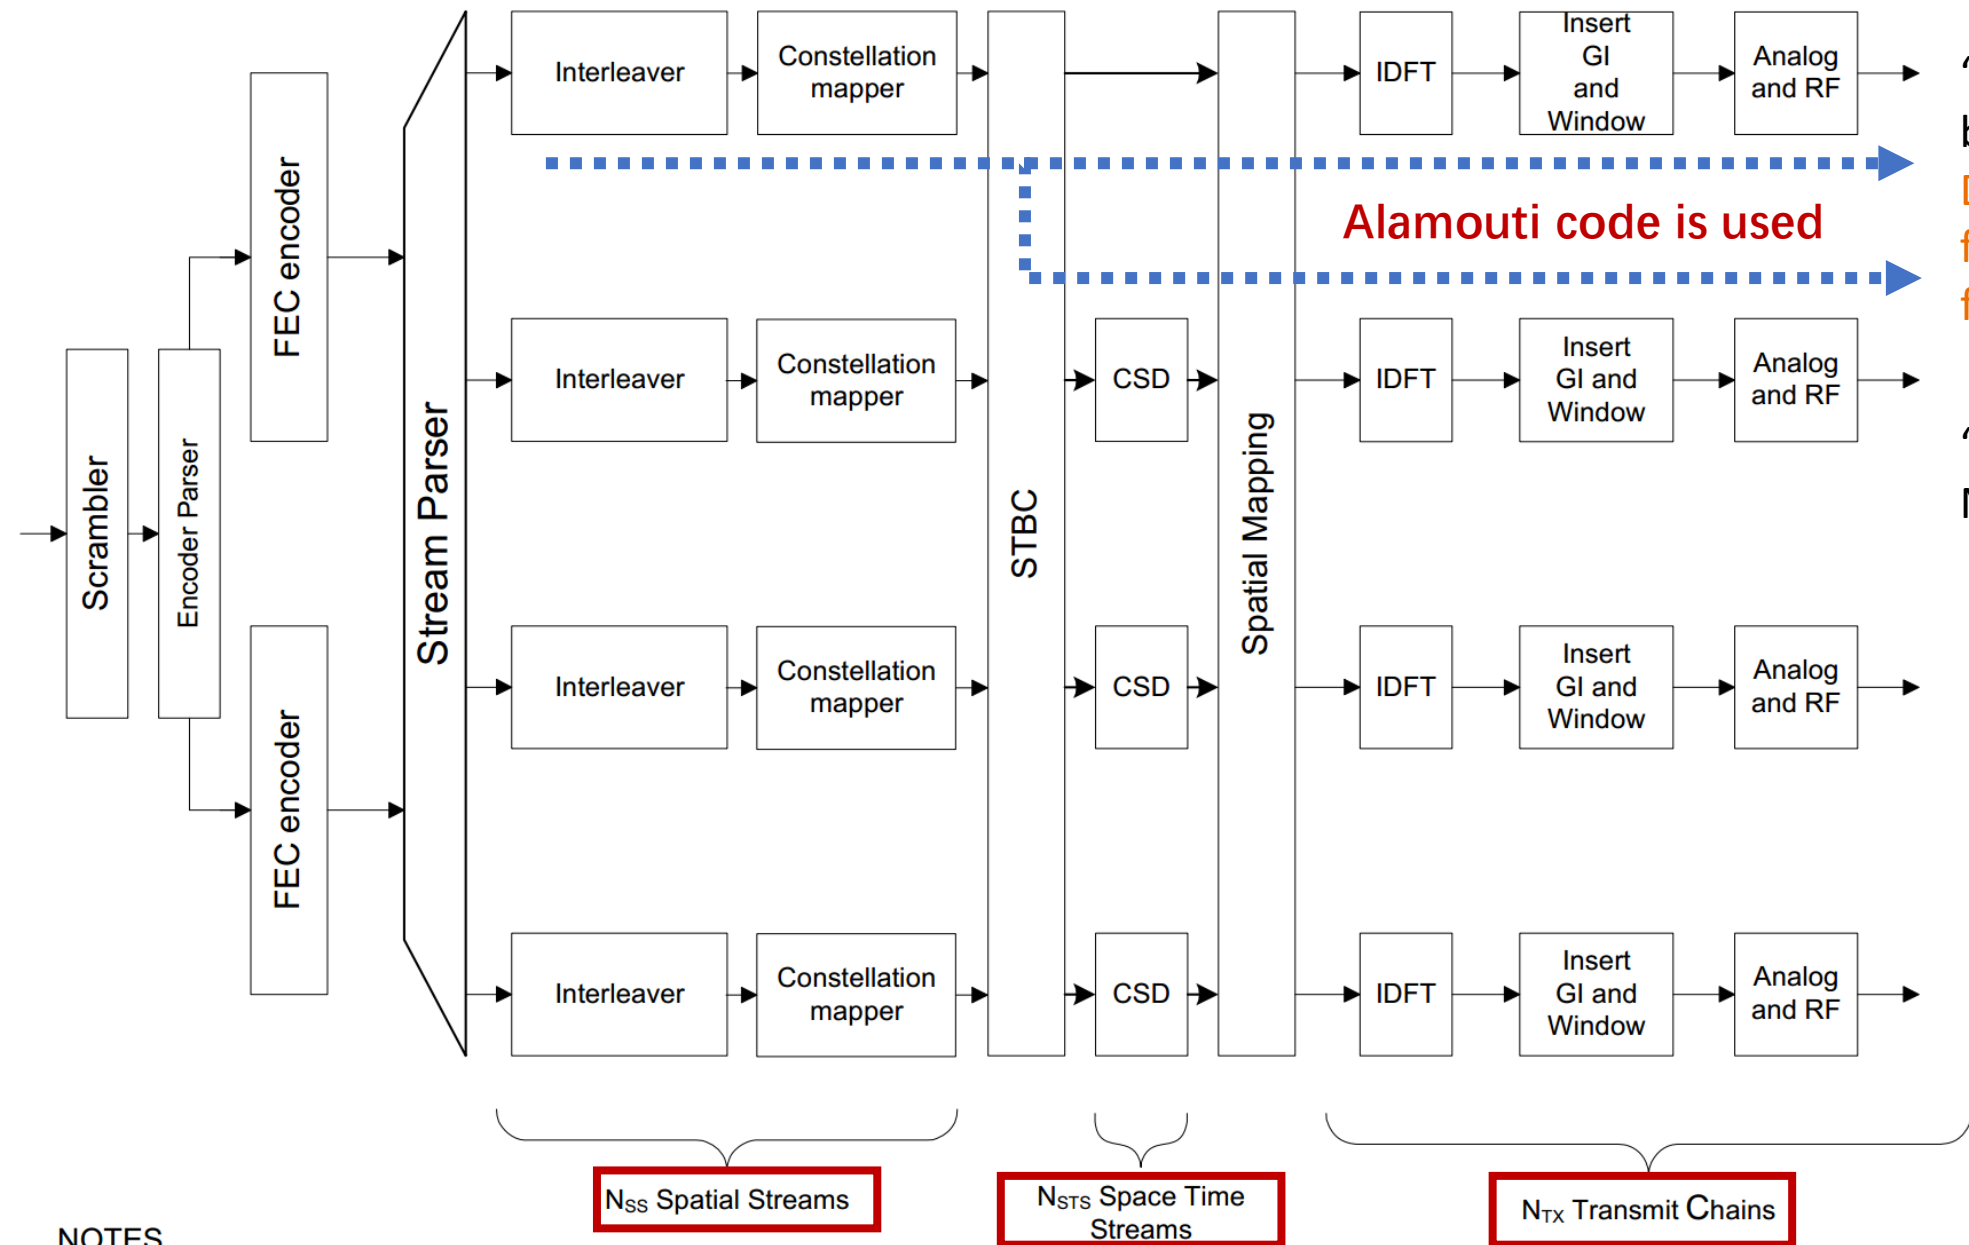 Scrambler
Encoder Parser
FEC encoder
FEC encoder
Stream Parser
Interleaver
Constellation
mapper
Interleaver
Constellation
mapper
Interleaver
Constellation
mapper
Interleaver
Constellation
mapper
STBC
CSD
CSD
CSD
Spatial Mapping
IDFT
Insert
GI
and
Window
Analog
and RF
Alamouti code is used
IDFT
Insert
GI and
Window
Analog
and RF
IDFT
Insert
GI and
Window
Analog
and RF
IDFT
Insert
GI and
Window
Analog
and RF
NSS Spatial Streams
NSTS Space Time
Streams
NTX Transmit Chains
NOTES